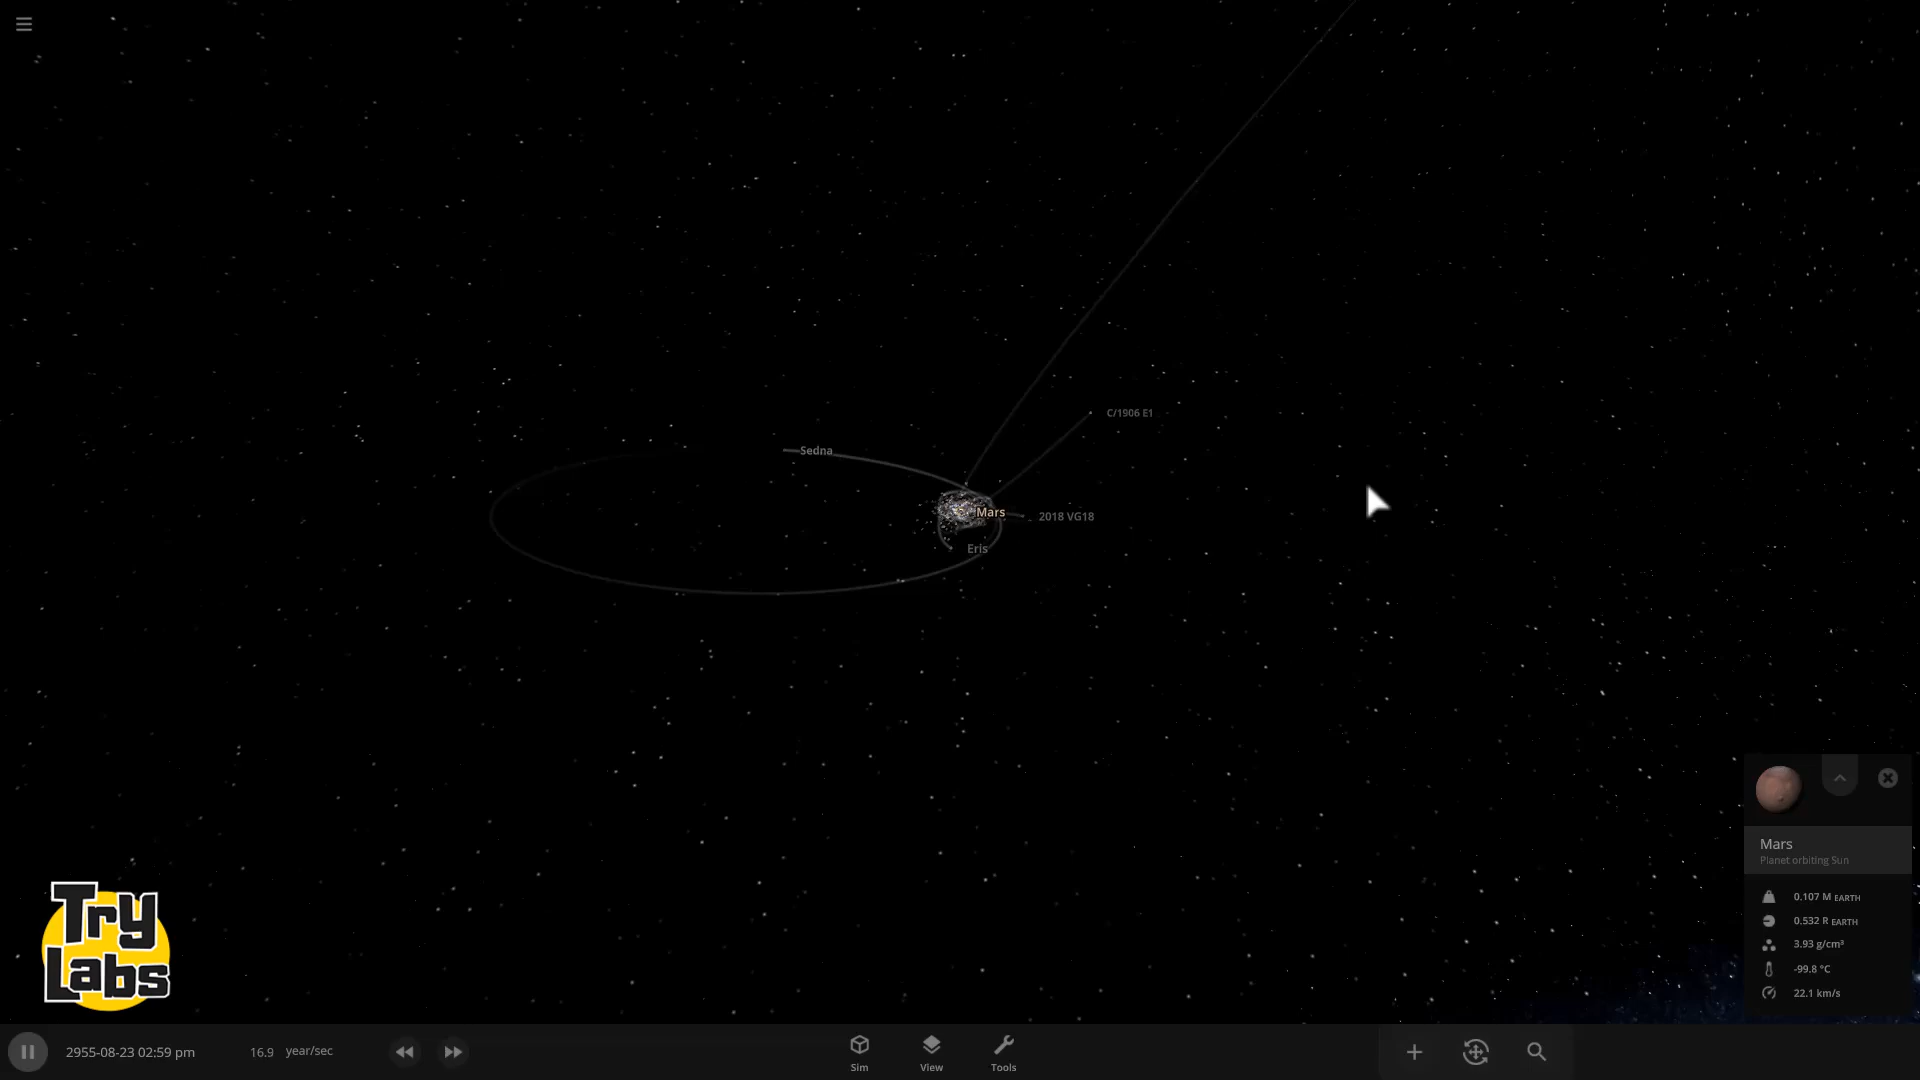 C/1906 E1
Sedna
Mars
2018 VG18
Eris
Mars
Planet orbiting Sun
0.107 M EARTH
0.532 R EARTH
3.93 g/cm³
-99.8 °C
22.1 km/s
Try
Labs
2955-08-23 02:59 pm
16.9 year/sec
Sim
View
Tools